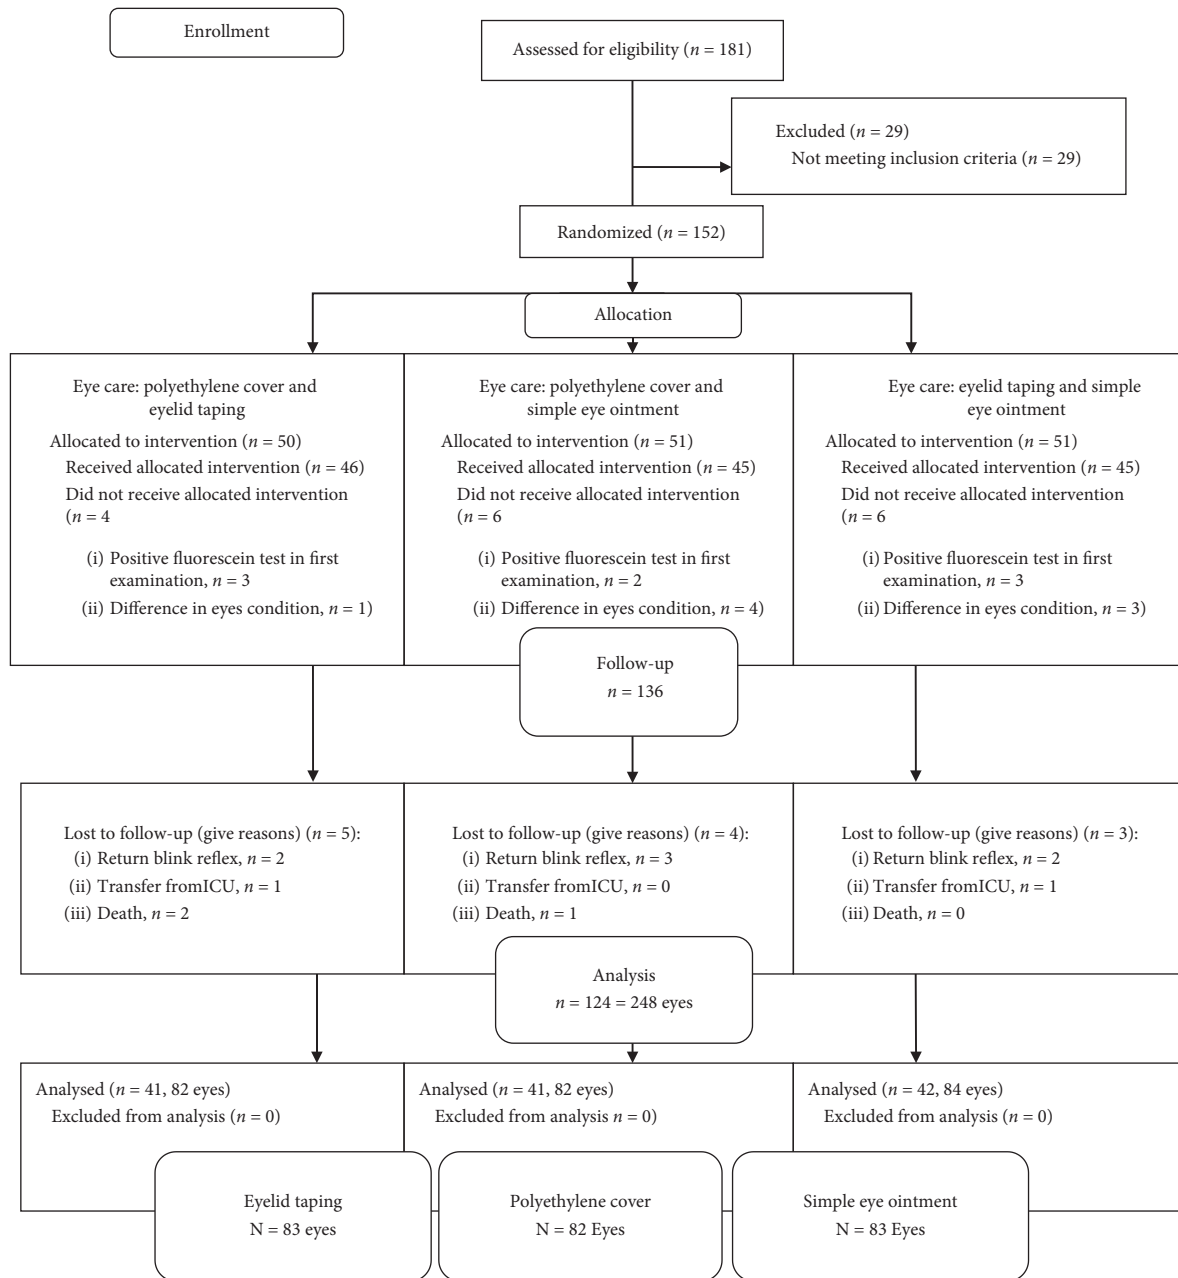 Enrollment
Assessed for eligibility (n = 181)
Excluded (n = 29)
Not meeting inclusion criteria (n = 29)
Randomized (n = 152)
Allocation
Eye care: polyethylene cover and
eyelid taping
Allocated to intervention (n = 50)
Received allocated intervention (n = 46)
Did not receive allocated intervention
(n = 4
(i) Positive fluorescein test in first
examination, n = 3
(ii) Difference in eyes condition, n = 1)
Eye care: polyethylene cover and
simple eye ointment
Allocated to intervention (n = 51)
Received allocated intervention (n = 45)
Did not receive allocated intervention
(n = 6
(i) Positive fluorescein test in first
examination, n = 2
(ii) Difference in eyes condition, n = 4)
Eye care: eyelid taping and simple
eye ointment
Allocated to intervention (n = 51)
Received allocated intervention (n = 45)
Did not receive allocated intervention
(n = 6
(i) Positive fluorescein test in first
examination, n = 3
(ii) Difference in eyes condition, n = 3)
Follow-up
n = 136
Lost to follow-up (give reasons) (n = 5):
(i) Return blink reflex, n = 2
(ii) Transfer fromICU, n = 1
(iii) Death, n = 2
Lost to follow-up (give reasons) (n = 4):
(i) Return blink reflex, n = 3
(ii) Transfer fromICU, n = 0
(iii) Death, n = 1
Lost to follow-up (give reasons) (n = 3):
(i) Return blink reflex, n = 2
(ii) Transfer fromICU, n = 1
(iii) Death, n = 0
Analysis
n = 124 = 248 eyes
Analysed (n = 41, 82 eyes)
Excluded from analysis (n = 0)
Analysed (n = 41, 82 eyes)
Excluded from analysis n = 0)
Analysed (n = 42, 84 eyes)
Excluded from analysis (n = 0)
Eyelid taping
N = 83 eyes
Polyethylene cover
N = 82 Eyes
Simple eye ointment
N = 83 Eyes